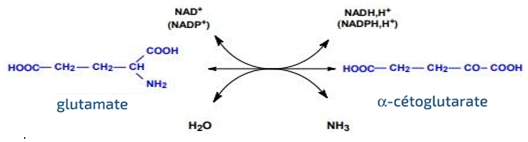 NAD⁺
(NADP⁺)
NADH,H⁺
(NADPH,H⁺)
COOH
HOOC—CH₂—CH₂—CH
NH₂
HOOC—CH₂—CH₂—CO—COOH
glutamate
α-cétoglutarate
H₂O
NH₃
.